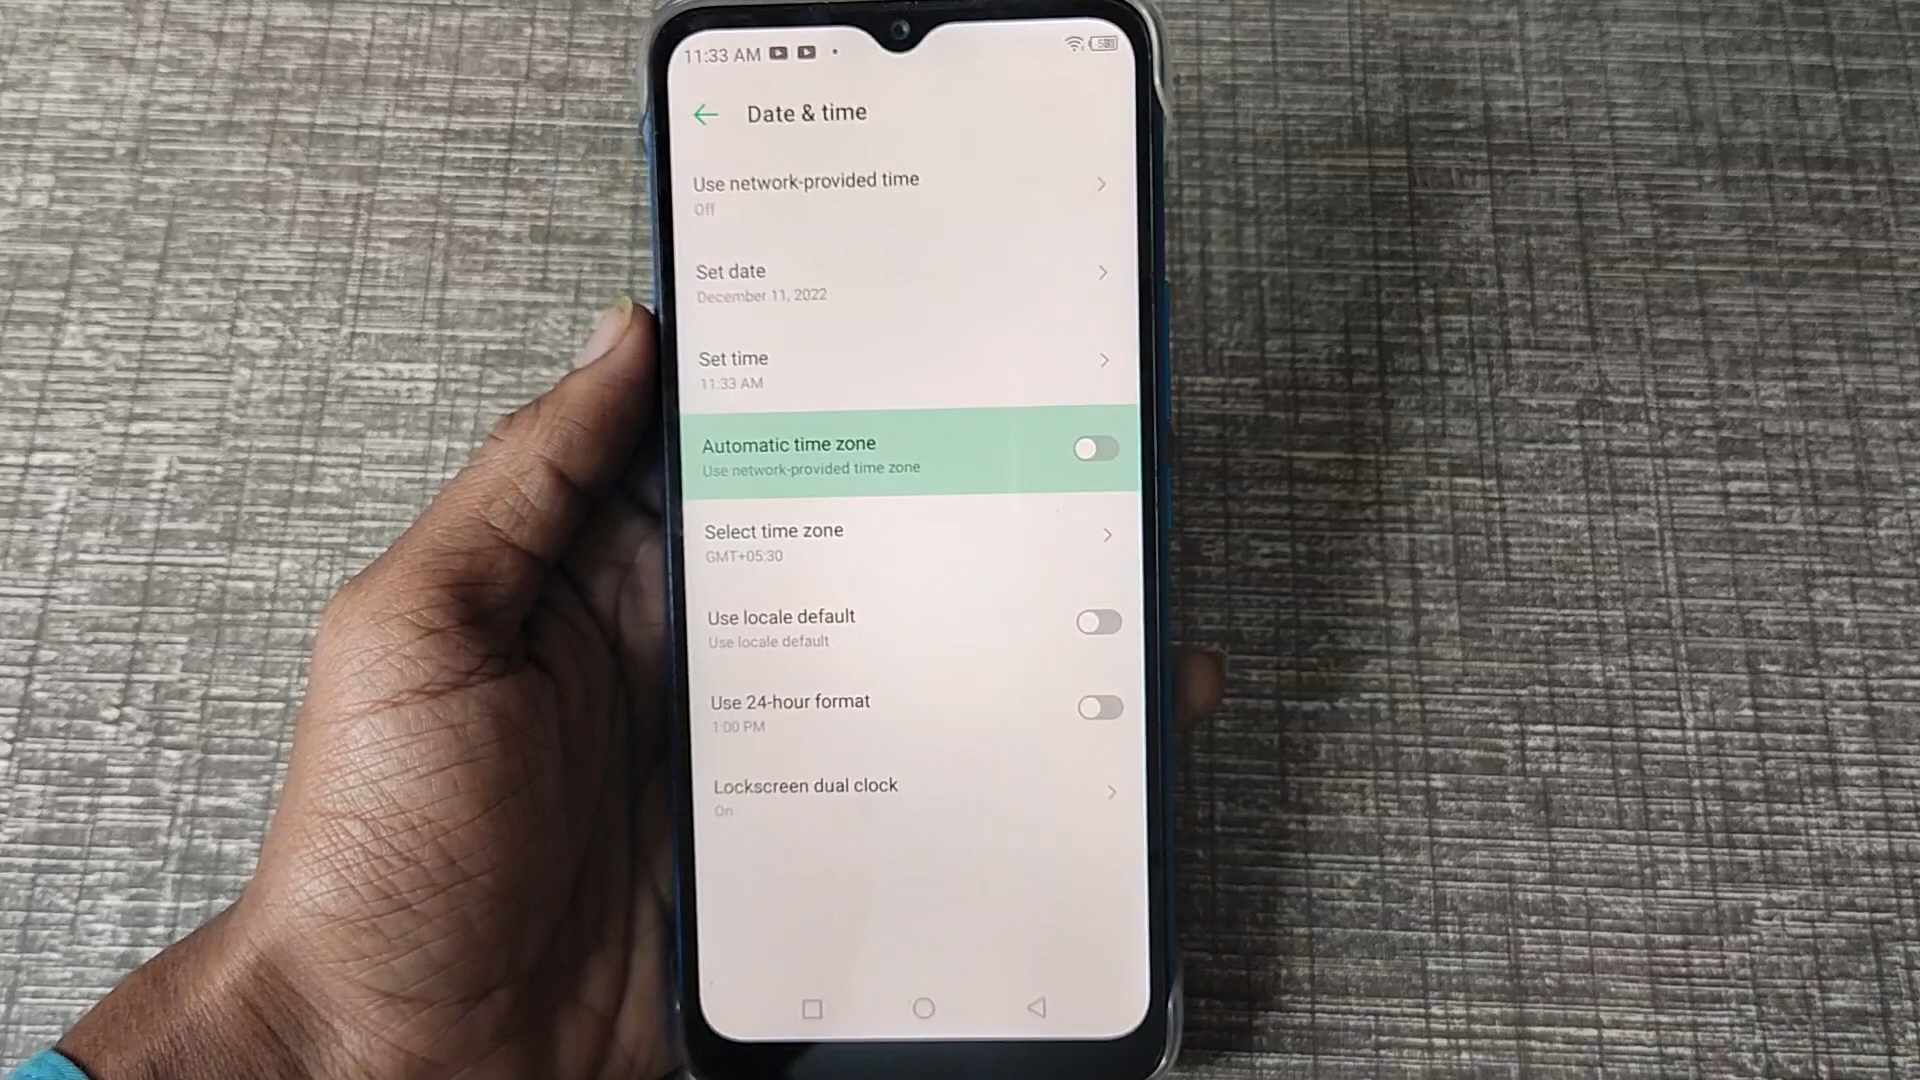 11:33 AM
Date & time
Use network-provided time
Off
Set date
December 11, 2022
Set time
11:33 AM
Automatic time zone
Use network-provided time zone
Select time zone
GMT+05:30
Use locale default
Use locale default
Use 24-hour format
1:00 PM
Lockscreen dual clock
On